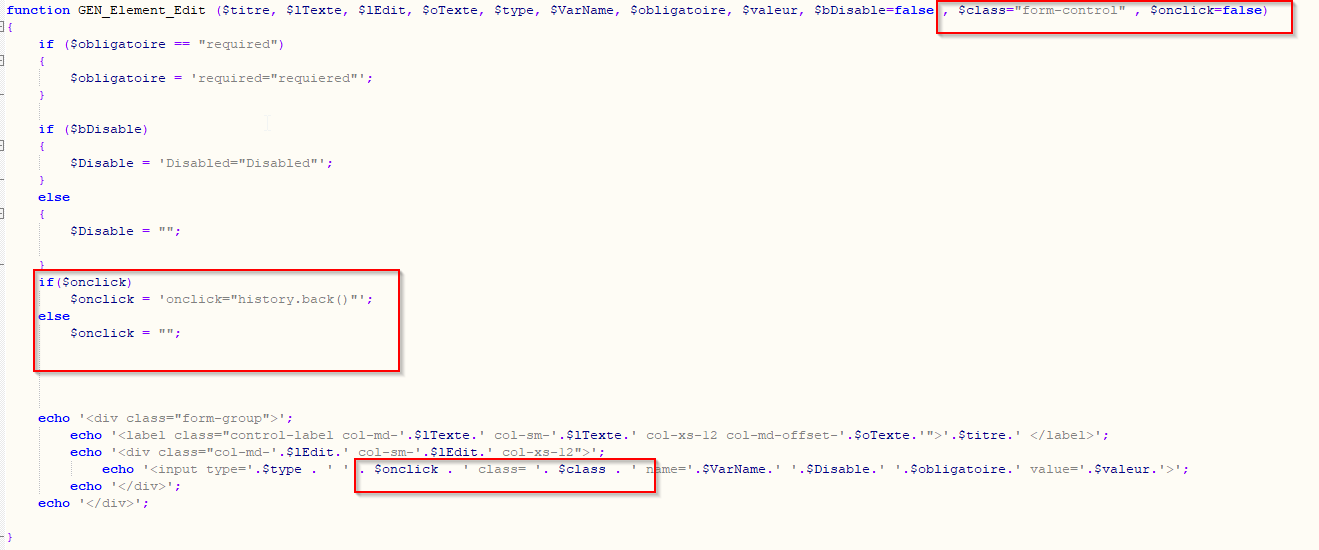 function GEN_Element_Edit ($titre, $lTexte, $lEdit, $oTexte, $type, $VarName, $obligatoire, $valeur, $bDisable=false , $class="form-control" , $onclick=false)
{
if ($obligatoire == "required")
{
$obligatoire = 'required="requiered"';
}
if ($bDisable)
{
$Disable = 'Disabled="Disabled"';
}
else
{
$Disable = "";
}
if($onclick)
$onclick = 'onclick="history.back()"';
else
$onclick = "";
echo '<div class="form-group">';
echo '<label class="control-label col-md-'.$lTexte.' col-sm-'.$lTexte.' col-xs-12 col-md-offset-'.$oTexte.'">'.$titre.' </label>';
echo '<div class="col-md-'.$lEdit.' col-sm-'.$lEdit.' col-xs-12">';
echo '<input type='.$type . ' ' . $onclick . ' class= '. $class . ' name='.$VarName.' '.$Disable.' '.$obligatoire.' value='.$valeur.'>';
echo '</div>';
echo '</div>';
}